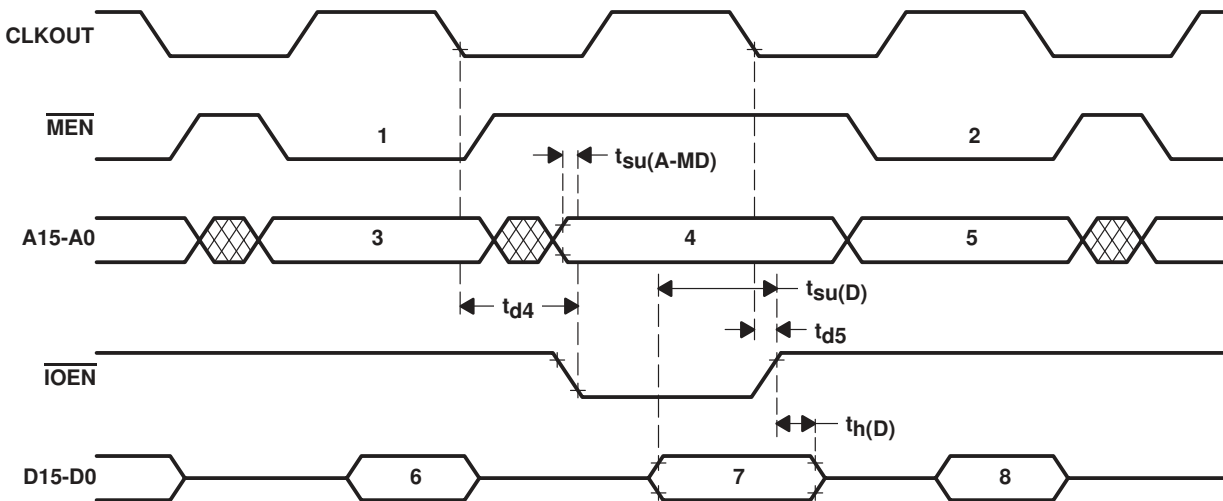 CLKOUT
MEN
1
2
tsu(A-MD)
A15-A0
3
4
5
td4
tsu(D)
td5
IOEN
th(D)
D15-D0
6
7
8